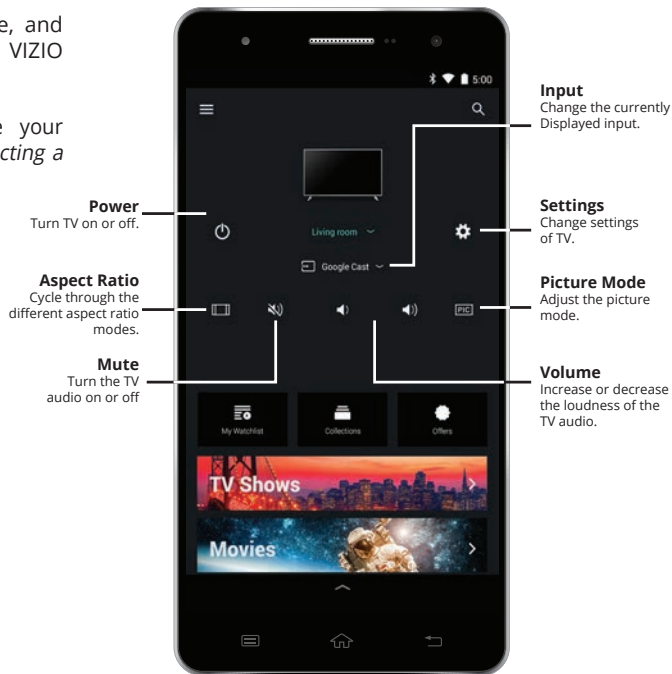 e, and
VIZIO
e your
cting a
Power
Turn TV on or off.
Aspect Ratio
Cycle through the
different aspect ratio
modes.
Mute
Turn the TV
audio on or off
5:00
Living room
Google Cast
PIC
My Watchlist
Collections
Offers
TV Shows
Movies
Input
Change the currently
Displayed input.
Settings
Change settings
of TV.
Picture Mode
Adjust the picture
mode.
Volume
Increase or decrease
the loudness of the
TV audio.